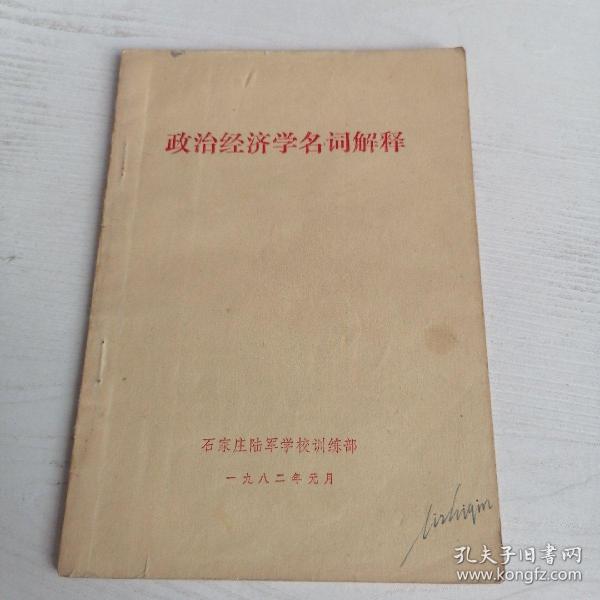 政治经济学名词解释
石家庄陆军学校训练部
一九八二年元月
lishiqin
孔夫子旧书网
www.kongfz.com